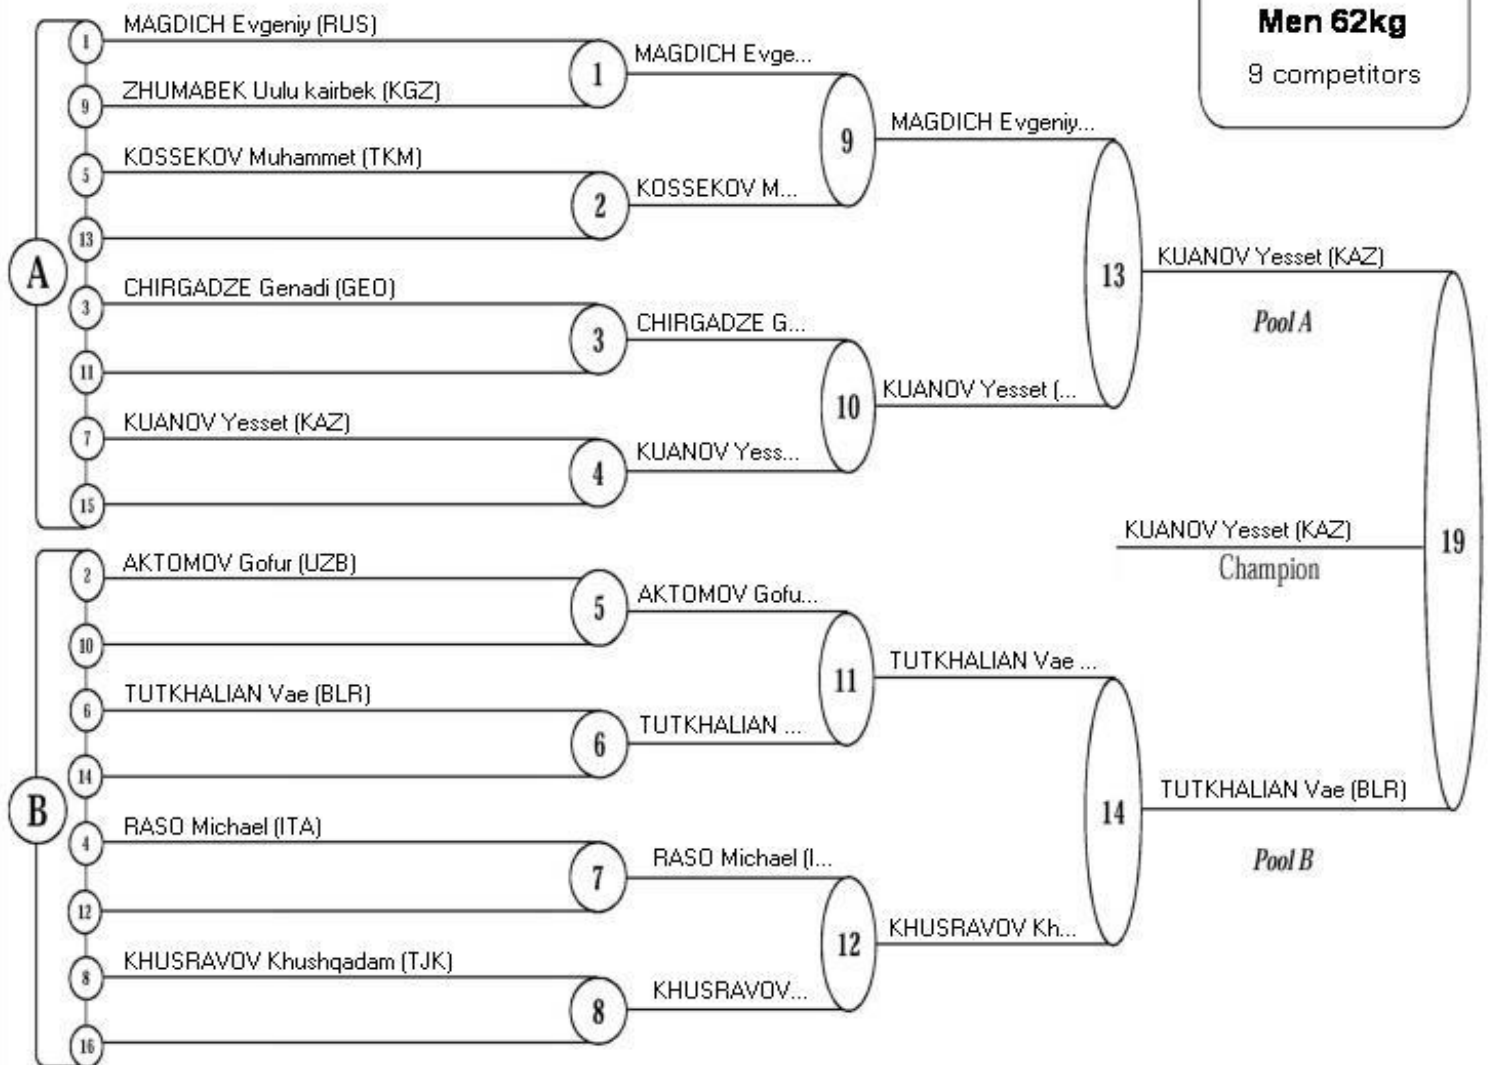 Men 62kg
9 competitors
A
1
MAGDICH Evgeniy (RUS)
9
ZHUMABEK Uulu kairbek (KGZ)
5
KOSSEKOV Muhammet (TKM)
13
3
CHIRGADZE Genadi (GEO)
11
7
KUANOV Yesset (KAZ)
15
B
2
AKTOMOV Gofur (UZB)
10
6
TUTKHALIAN Vae (BLR)
14
4
RASO Michael (ITA)
12
8
KHUSRAVOV Khushqadam (TJK)
16
1
MAGDICH Evge...
2
KOSSEKOV M...
3
CHIRGADZE G...
4
KUANOV Yess...
5
AKTOMOV Gofu...
6
TUTKHALIAN ...
7
RASO Michael (I...
8
KHUSRAVOV...
9
MAGDICH Evgeniy...
10
KUANOV Yesset (...
11
TUTKHALIAN Vae ...
12
KHUSRAVOV Kh...
13
KUANOV Yesset (KAZ)
Pool A
14
TUTKHALIAN Vae (BLR)
Pool B
19
KUANOV Yesset (KAZ)
Champion